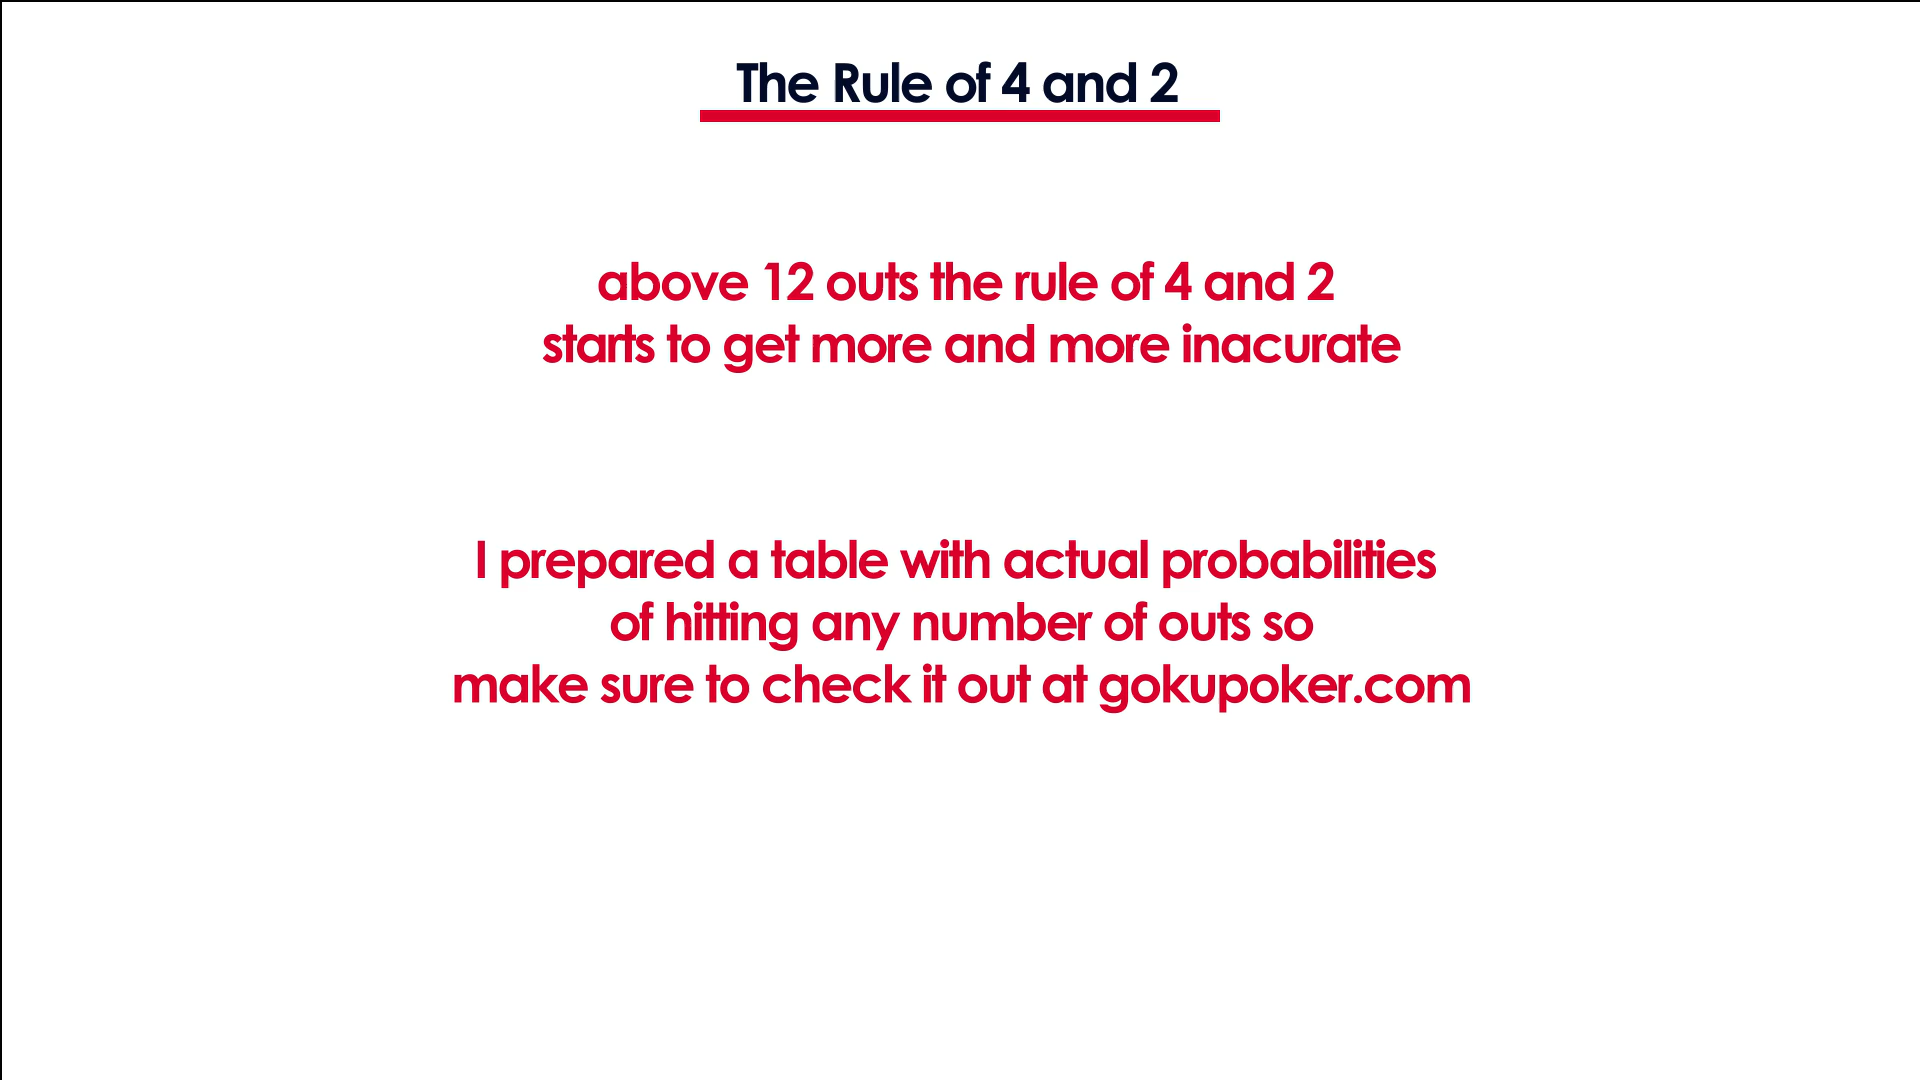 The Rule of 4 and 2
above 12 outs the rule of 4 and 2
starts to get more and more inacurate
I prepared a table with actual probabilities
of hitting any number of outs so
make sure to check it out at gokupoker.com